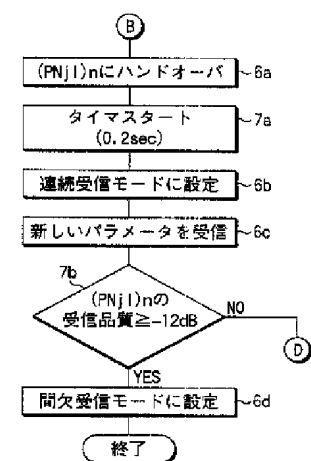 B
(PNjl)nにハンドオーバ
6a
タイマスタート
(0.2sec)
7a
連続受信モードに設定
6b
新しいパラメータを受信
6c
7b
(PNjl)nの
受信品質≧-12dB
NO
D
YES
間欠受信モードに設定
6d
終了